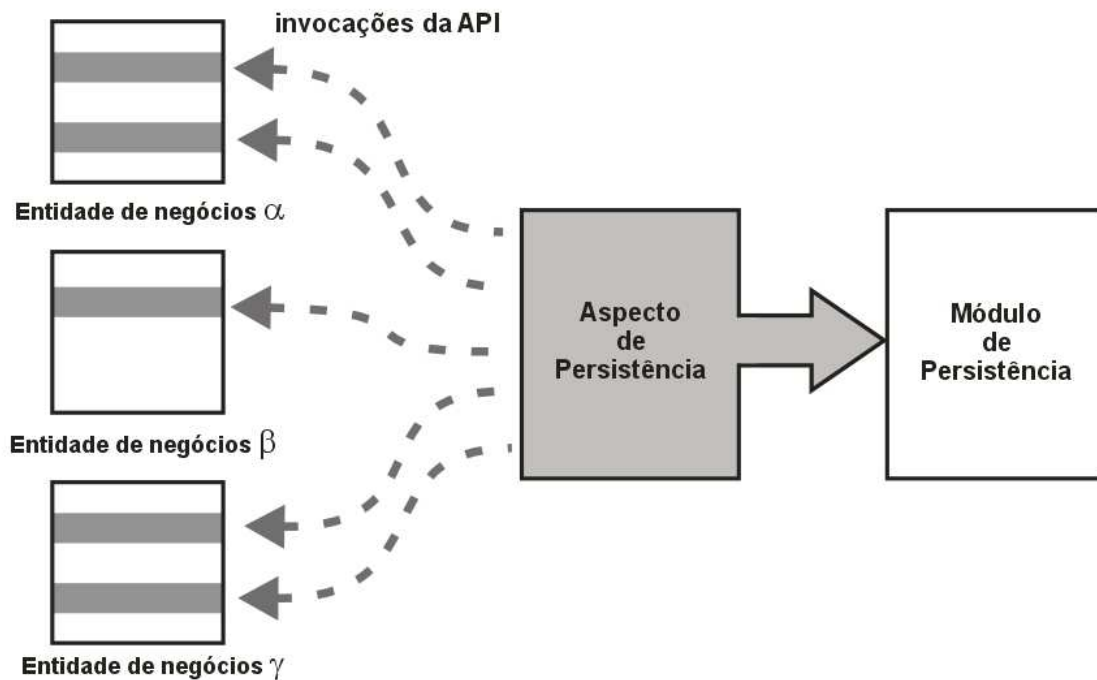 invocações da API
Entidade de negócios α
Entidade de negócios β
Entidade de negócios γ
Aspecto
de
Persistência
Módulo
de
Persistência